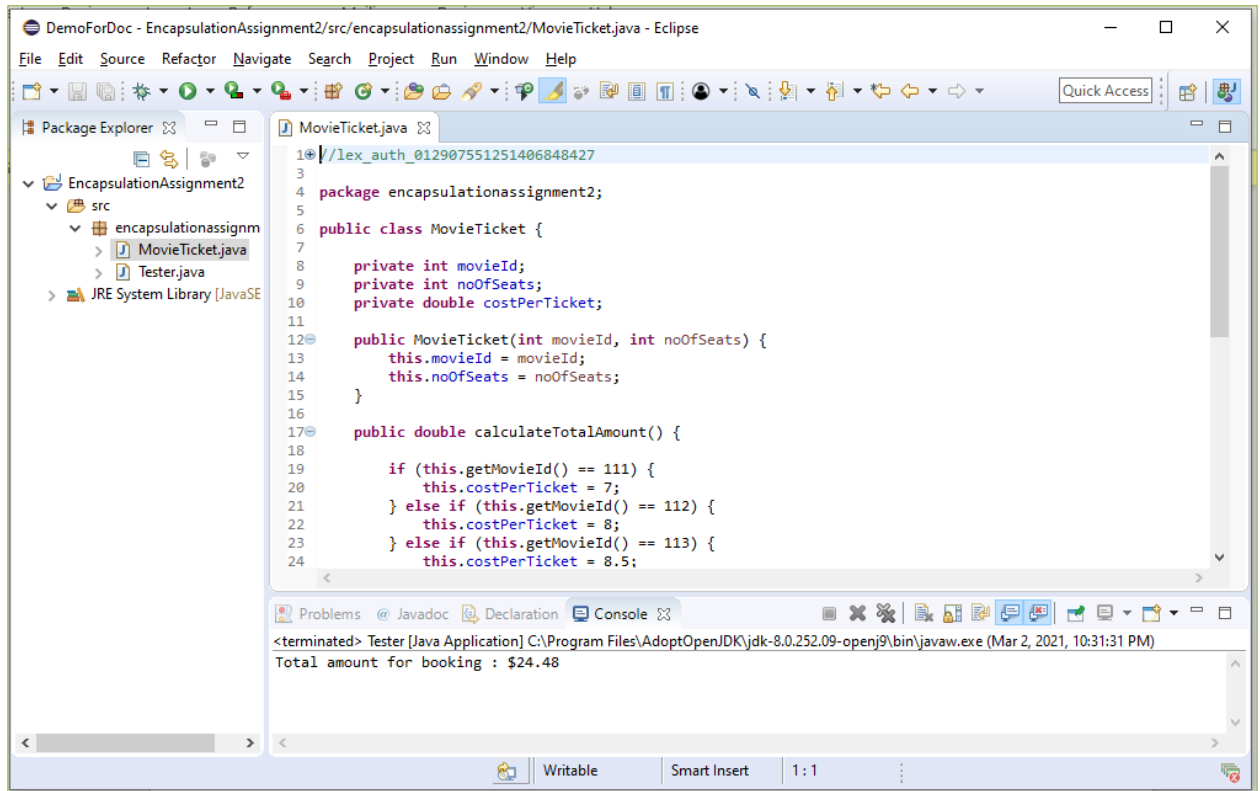 DemoForDoc - EncapsulationAssignment2/src/encapsulationassignment2/MovieTicket.java - Eclipse
File Edit Source Refactor Navigate Search Project Run Window Help
Quick Access
Package Explorer
MovieTicket.java
EncapsulationAssignment2
src
encapsulationassignm
MovieTicket.java
Tester.java
JRE System Library [JavaSE
1 //lex_auth_012907551251406848427
3
4 package encapsulationassignment2;
5
6 public class MovieTicket {
7
8 private int movieId;
9 private int noOfSeats;
10 private double costPerTicket;
11
12 public MovieTicket(int movieId, int noOfSeats) {
13 this.movieId = movieId;
14 this.noOfSeats = noOfSeats;
15 }
16
17 public double calculateTotalAmount() {
18
19 if (this.getMovieId() == 111) {
20 this.costPerTicket = 7;
21 } else if (this.getMovieId() == 112) {
22 this.costPerTicket = 8;
23 } else if (this.getMovieId() == 113) {
24 this.costPerTicket = 8.5;
Problems @ Javadoc Declaration Console
<terminated> Tester [Java Application] C:\Program Files\AdoptOpenJDK\jdk-8.0.252.09-openj9\bin\javaw.exe (Mar 2, 2021, 10:31:31 PM)
Total amount for booking : $24.48
Writable Smart Insert 1 : 1